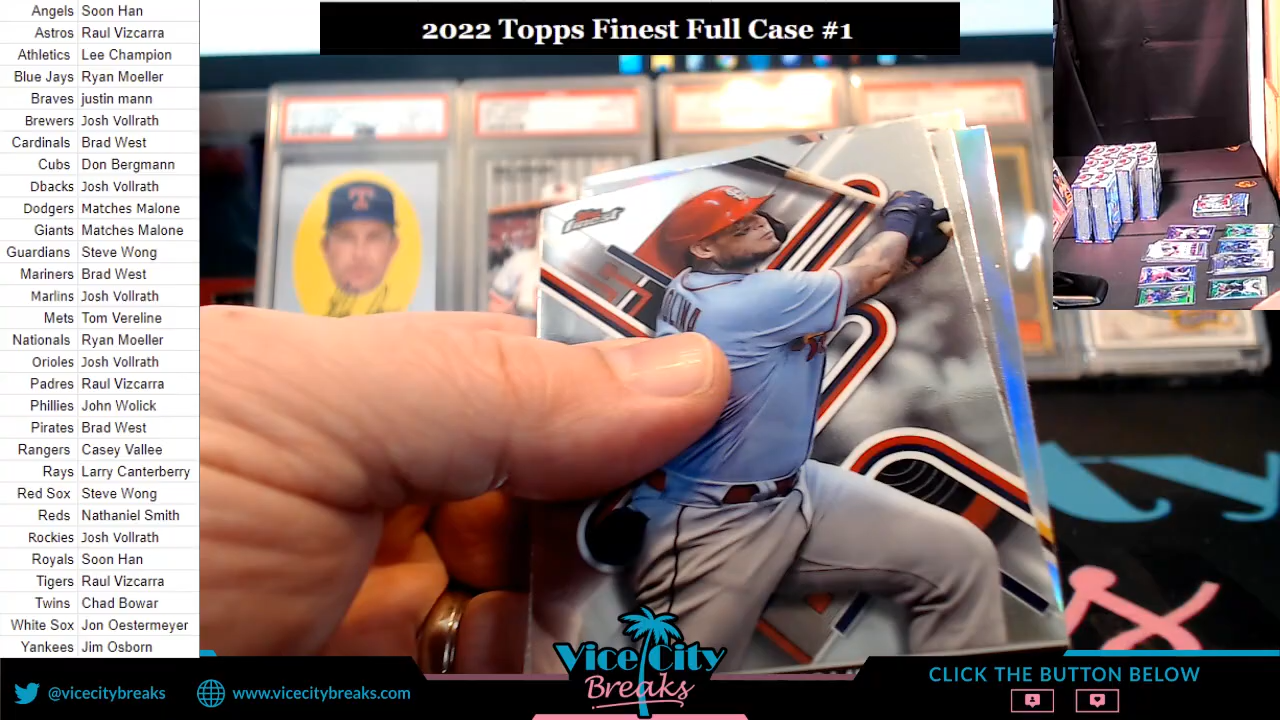 2022 Topps Finest Full Case #1
Angels Soon Han
Astros Raul Vizcarra
Athletics Lee Champion
Blue Jays Ryan Moeller
Braves justin mann
Brewers Josh Vollrath
Cardinals Brad West
Cubs Don Bergmann
Dbacks Josh Vollrath
Dodgers Matches Malone
Giants Matches Malone
Guardians Steve Wong
Mariners Brad West
Marlins Josh Vollrath
Mets Tom Vereline
Nationals Ryan Moeller
Orioles Josh Vollrath
Padres Raul Vizcarra
Phillies John Wolick
Pirates Brad West
Rangers Casey Vallee
Rays Larry Canterberry
Red Sox Steve Wong
Reds Nathaniel Smith
Rockies Josh Vollrath
Royals Soon Han
Tigers Raul Vizcarra
Twins Chad Bowar
White Sox Jon Oestermeyer
Yankees Jim Osborn
T
Finest
Vice City
Breaks
@vicecitybreaks
www.vicecitybreaks.com
CLICK THE BUTTON BELOW